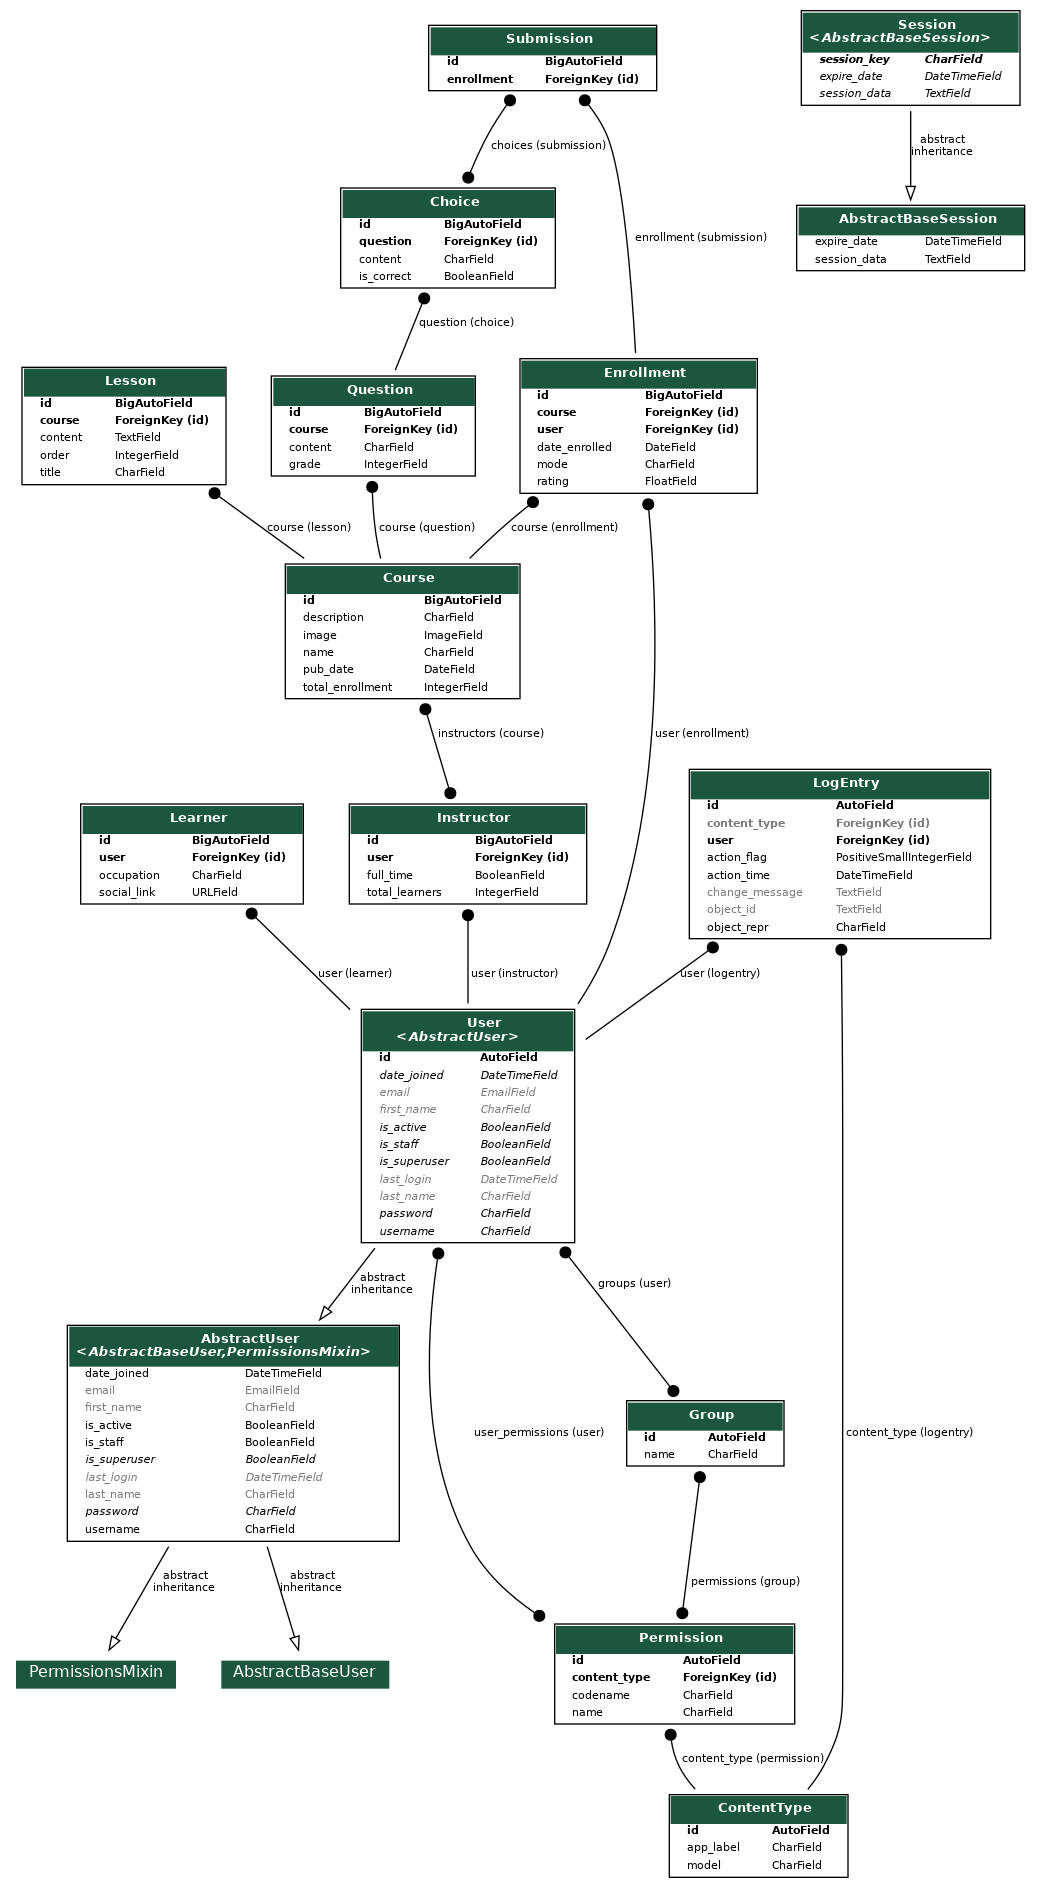 Submission
id BigAutoField
enrollment ForeignKey (id)
Session
<AbstractBaseSession>
session_key CharField
expire_date DateTimeField
session_data TextField
choices (submission)
abstract
inheritance
Choice
id BigAutoField
question ForeignKey (id)
content CharField
is_correct BooleanField
AbstractBaseSession
expire_date DateTimeField
session_data TextField
enrollment (submission)
question (choice)
Lesson
id BigAutoField
course ForeignKey (id)
content TextField
order IntegerField
title CharField
Question
id BigAutoField
course ForeignKey (id)
content CharField
grade IntegerField
Enrollment
id BigAutoField
course ForeignKey (id)
user ForeignKey (id)
date_enrolled DateField
mode CharField
rating FloatField
course (lesson)
course (question)
course (enrollment)
Course
id BigAutoField
description CharField
image ImageField
name CharField
pub_date DateField
total_enrollment IntegerField
instructors (course)
user (enrollment)
Learner
id BigAutoField
user ForeignKey (id)
occupation CharField
social_link URLField
Instructor
id BigAutoField
user ForeignKey (id)
full_time BooleanField
total_learners IntegerField
LogEntry
id AutoField
content_type ForeignKey (id)
user ForeignKey (id)
action_flag PositiveSmallIntegerField
action_time DateTimeField
change_message TextField
object_id TextField
object_repr CharField
user (learner)
user (instructor)
user (logentry)
User
<AbstractUser>
id AutoField
date_joined DateTimeField
email EmailField
first_name CharField
is_active BooleanField
is_staff BooleanField
is_superuser BooleanField
last_login DateTimeField
last_name CharField
password CharField
username CharField
abstract
inheritance
groups (user)
AbstractUser
<AbstractBaseUser,PermissionsMixin>
date_joined DateTimeField
email EmailField
first_name CharField
is_active BooleanField
is_staff BooleanField
is_superuser BooleanField
last_login DateTimeField
last_name CharField
password CharField
username CharField
Group
id AutoField
name CharField
user_permissions (user)
content_type (logentry)
abstract
inheritance
abstract
inheritance
permissions (group)
PermissionsMixin
AbstractBaseUser
Permission
id AutoField
content_type ForeignKey (id)
codename CharField
name CharField
content_type (permission)
ContentType
id AutoField
app_label CharField
model CharField